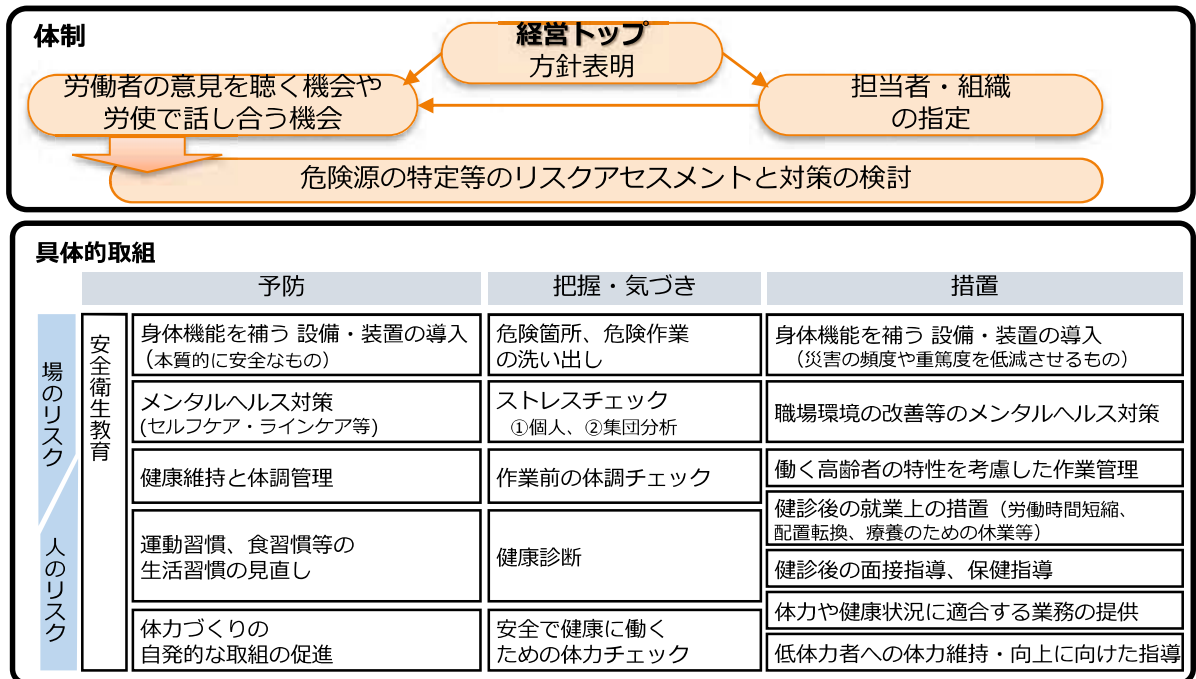 体制
経営トップ
方針表明
労働者の意見を聴く機会や
労使で話し合う機会
担当者・組織
の指定
危険源の特定等のリスクアセスメントと対策の検討
具体的取組
予防
把握・気づき
措置
場のリスク
人のリスク
安全衛生教育
身体機能を補う 設備・装置の導入
（本質的に安全なもの）
危険箇所、危険作業
の洗い出し
身体機能を補う 設備・装置の導入
（災害の頻度や重篤度を低減させるもの）
メンタルヘルス対策
(セルフケア・ラインケア等)
ストレスチェック
①個人、②集団分析
職場環境の改善等のメンタルヘルス対策
健康維持と体調管理
作業前の体調チェック
働く高齢者の特性を考慮した作業管理
健診後の就業上の措置（労働時間短縮、
配置転換、療養のための休業等）
運動習慣、食習慣等の
生活習慣の見直し
健康診断
健診後の面接指導、保健指導
体力づくりの
自発的な取組の促進
安全で健康に働く
ための体力チェック
体力や健康状況に適合する業務の提供
低体力者への体力維持・向上に向けた指導